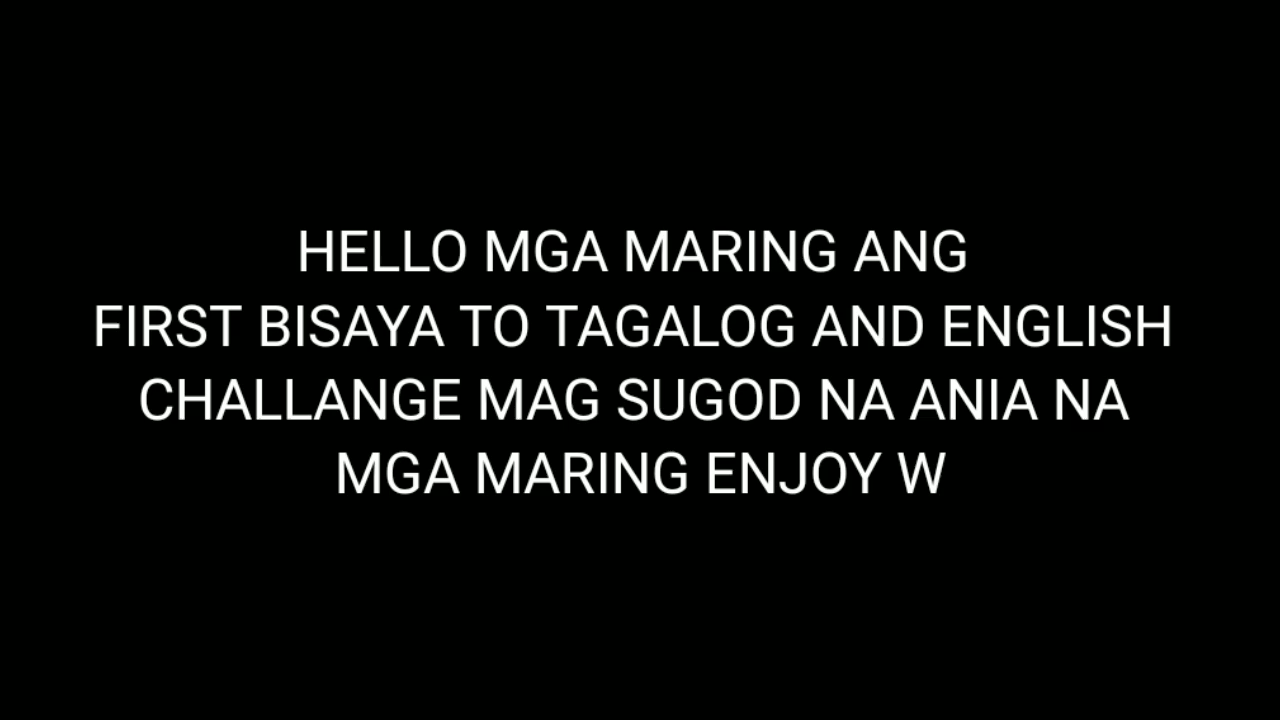 HELLO MGA MARING ANG
FIRST BISAYA TO TAGALOG AND ENGLISH
CHALLANGE MAG SUGOD NA ANIA NA
MGA MARING ENJOY W